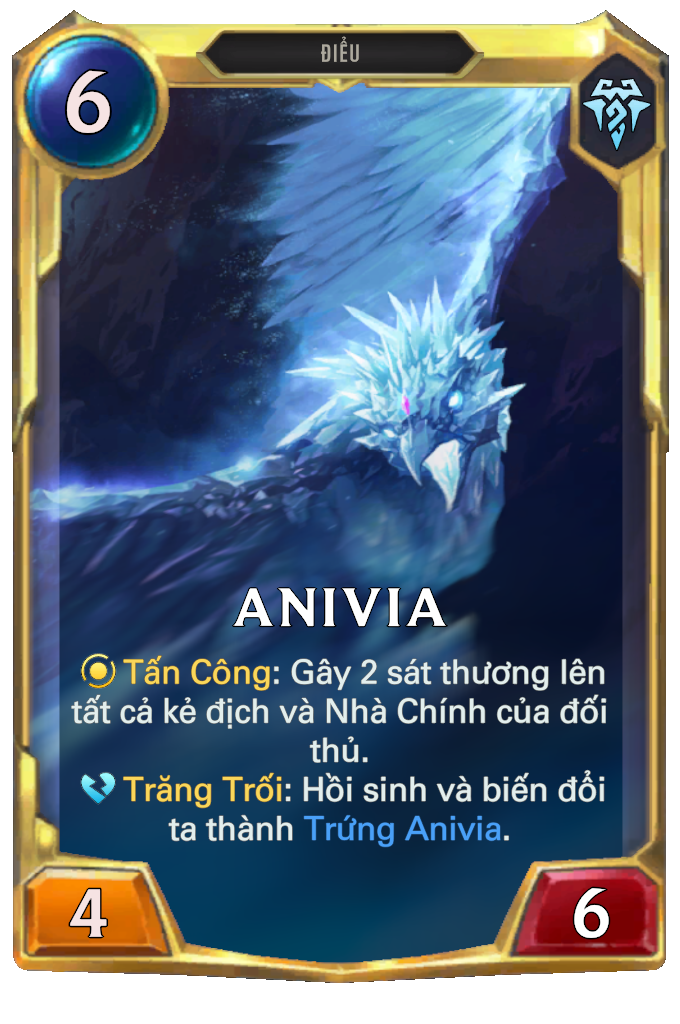 ĐIỂU
6
ANIVIA
Tấn Công: Gây 2 sát thương lên
tất cả kẻ địch và Nhà Chính của đối
thủ.
Trăng Trối: Hồi sinh và biến đổi
ta thành Trứng Anivia.
4
6